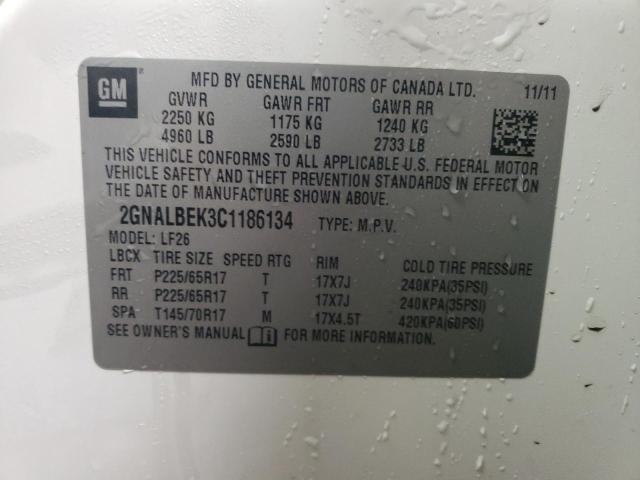 GM
MFD BY GENERAL MOTORS OF CANADA LTD. 11/11
GVWR GAWR FRT GAWR RR
2250 KG 1175 KG 1240 KG
4960 LB 2590 LB 2733 LB
THIS VEHICLE CONFORMS TO ALL APPLICABLE U.S. FEDERAL MOTOR
VEHICLE SAFETY AND THEFT PREVENTION STANDARDS IN EFFECT ON
THE DATE OF MANUFACTURE SHOWN ABOVE.
2GNALBEK3C1186134 TYPE: M.P.V.
MODEL: LF26
LBCX TIRE SIZE SPEED RTG RIM COLD TIRE PRESSURE
FRT P225/65R17 T 17X7J 240KPA(35PSI)
RR P225/65R17 T 17X7J 240KPA(35PSI)
SPA T145/70R17 M 17X4.5T 420KPA(60PSI)
SEE OWNER'S MANUAL FOR MORE INFORMATION.